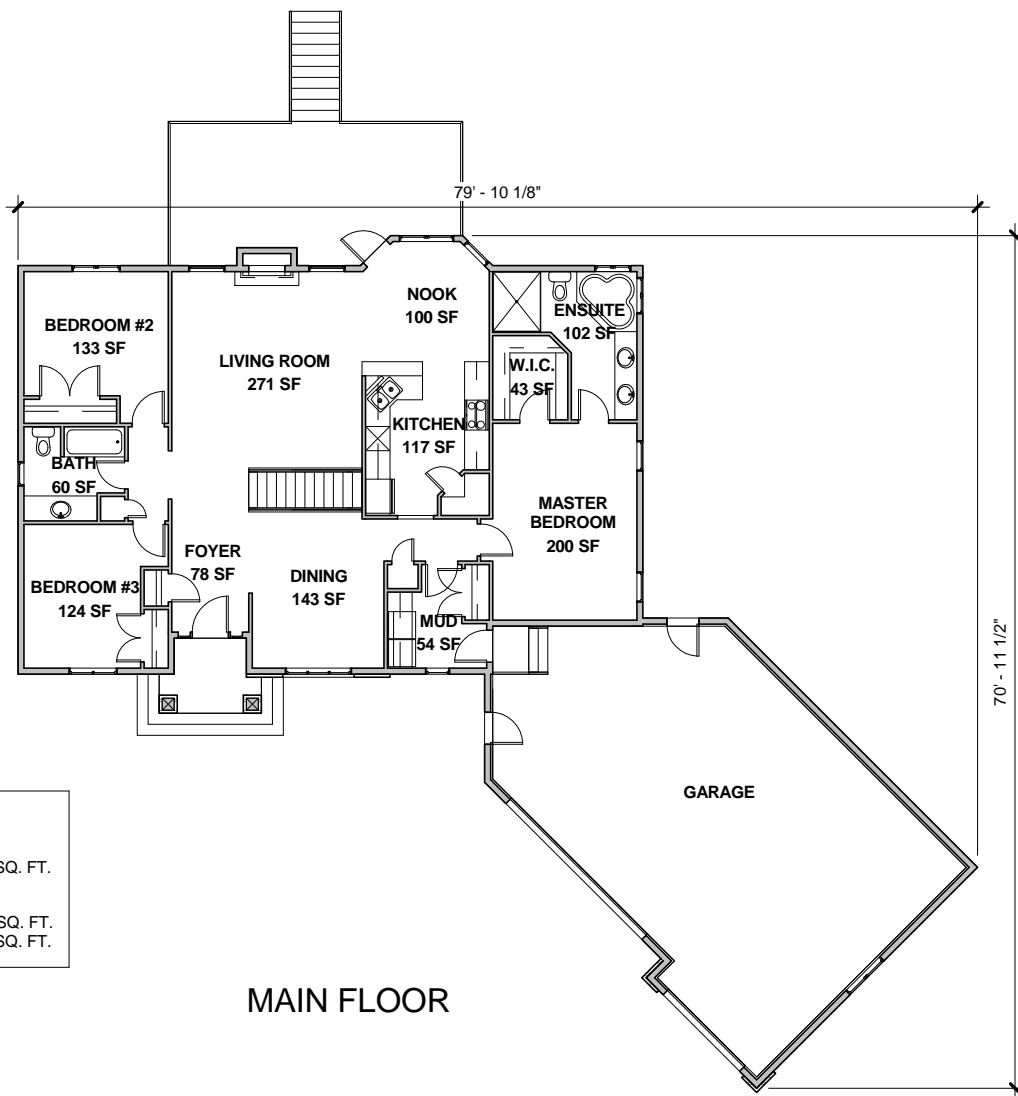 79' - 10 1/8"
NOOK
100 SF
ENSUITE
102 SF
BEDROOM #2
133 SF
LIVING ROOM
271 SF
W.I.C.
43 SF
KITCHEN
117 SF
BATH
60 SF
MASTER
BEDROOM
200 SF
FOYER
78 SF
DINING
143 SF
BEDROOM #3
124 SF
MUD
54 SF
70' - 11 1/2"
GARAGE
SQ. FT.
SQ. FT.
SQ. FT.
MAIN FLOOR